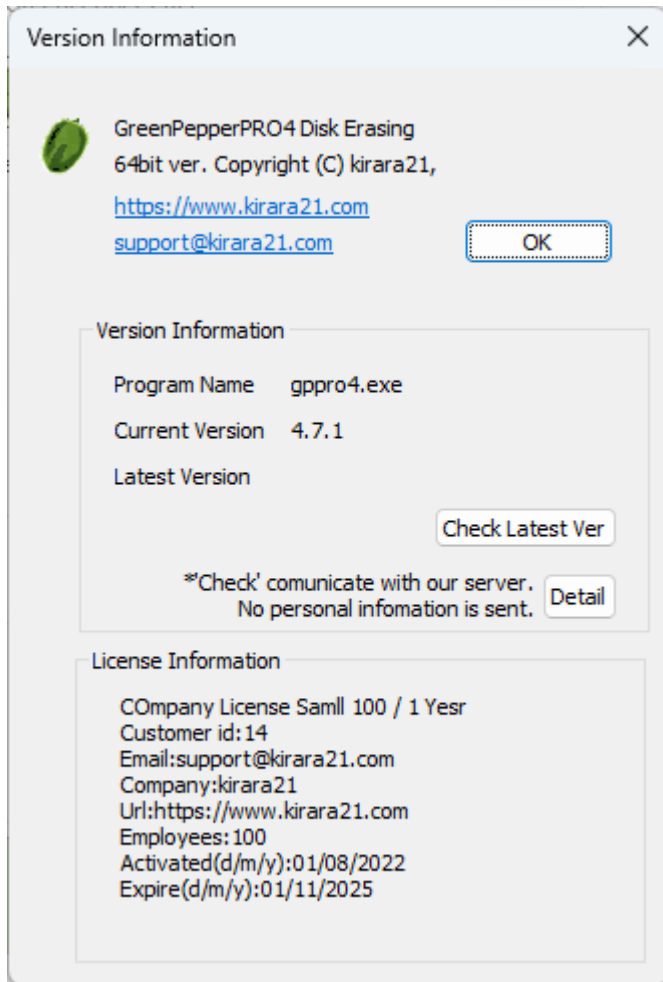 Version Information
GreenPepperPRO4 Disk Erasing
64bit ver. Copyright (C) kirara21,
https://www.kirara21.com
support@kirara21.com
OK
Version Information
Program Name gppro4.exe
Current Version 4.7.1
Latest Version
Check Latest Ver
*'Check' comunicate with our server.
No personal infomation is sent.
Detail
License Information
COmpany License Samll 100 / 1 Yesr
Customer id:14
Email:support@kirara21.com
Company:kirara21
Url:https://www.kirara21.com
Employees:100
Activated(d/m/y):01/08/2022
Expire(d/m/y):01/11/2025